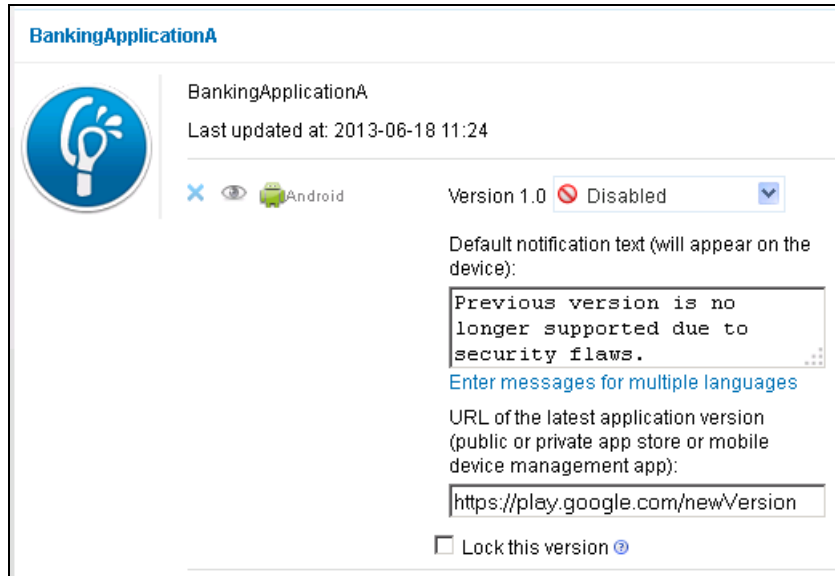 BankingApplicationA
BankingApplicationA
Last updated at: 2013-06-18 11:24
Android
Version 1.0 Disabled
Default notification text (will appear on the
device):
Previous version is no
longer supported due to
security flaws.
Enter messages for multiple languages
URL of the latest application version
(public or private app store or mobile
device management app):
https://play.google.com/newVersion
Lock this version ?